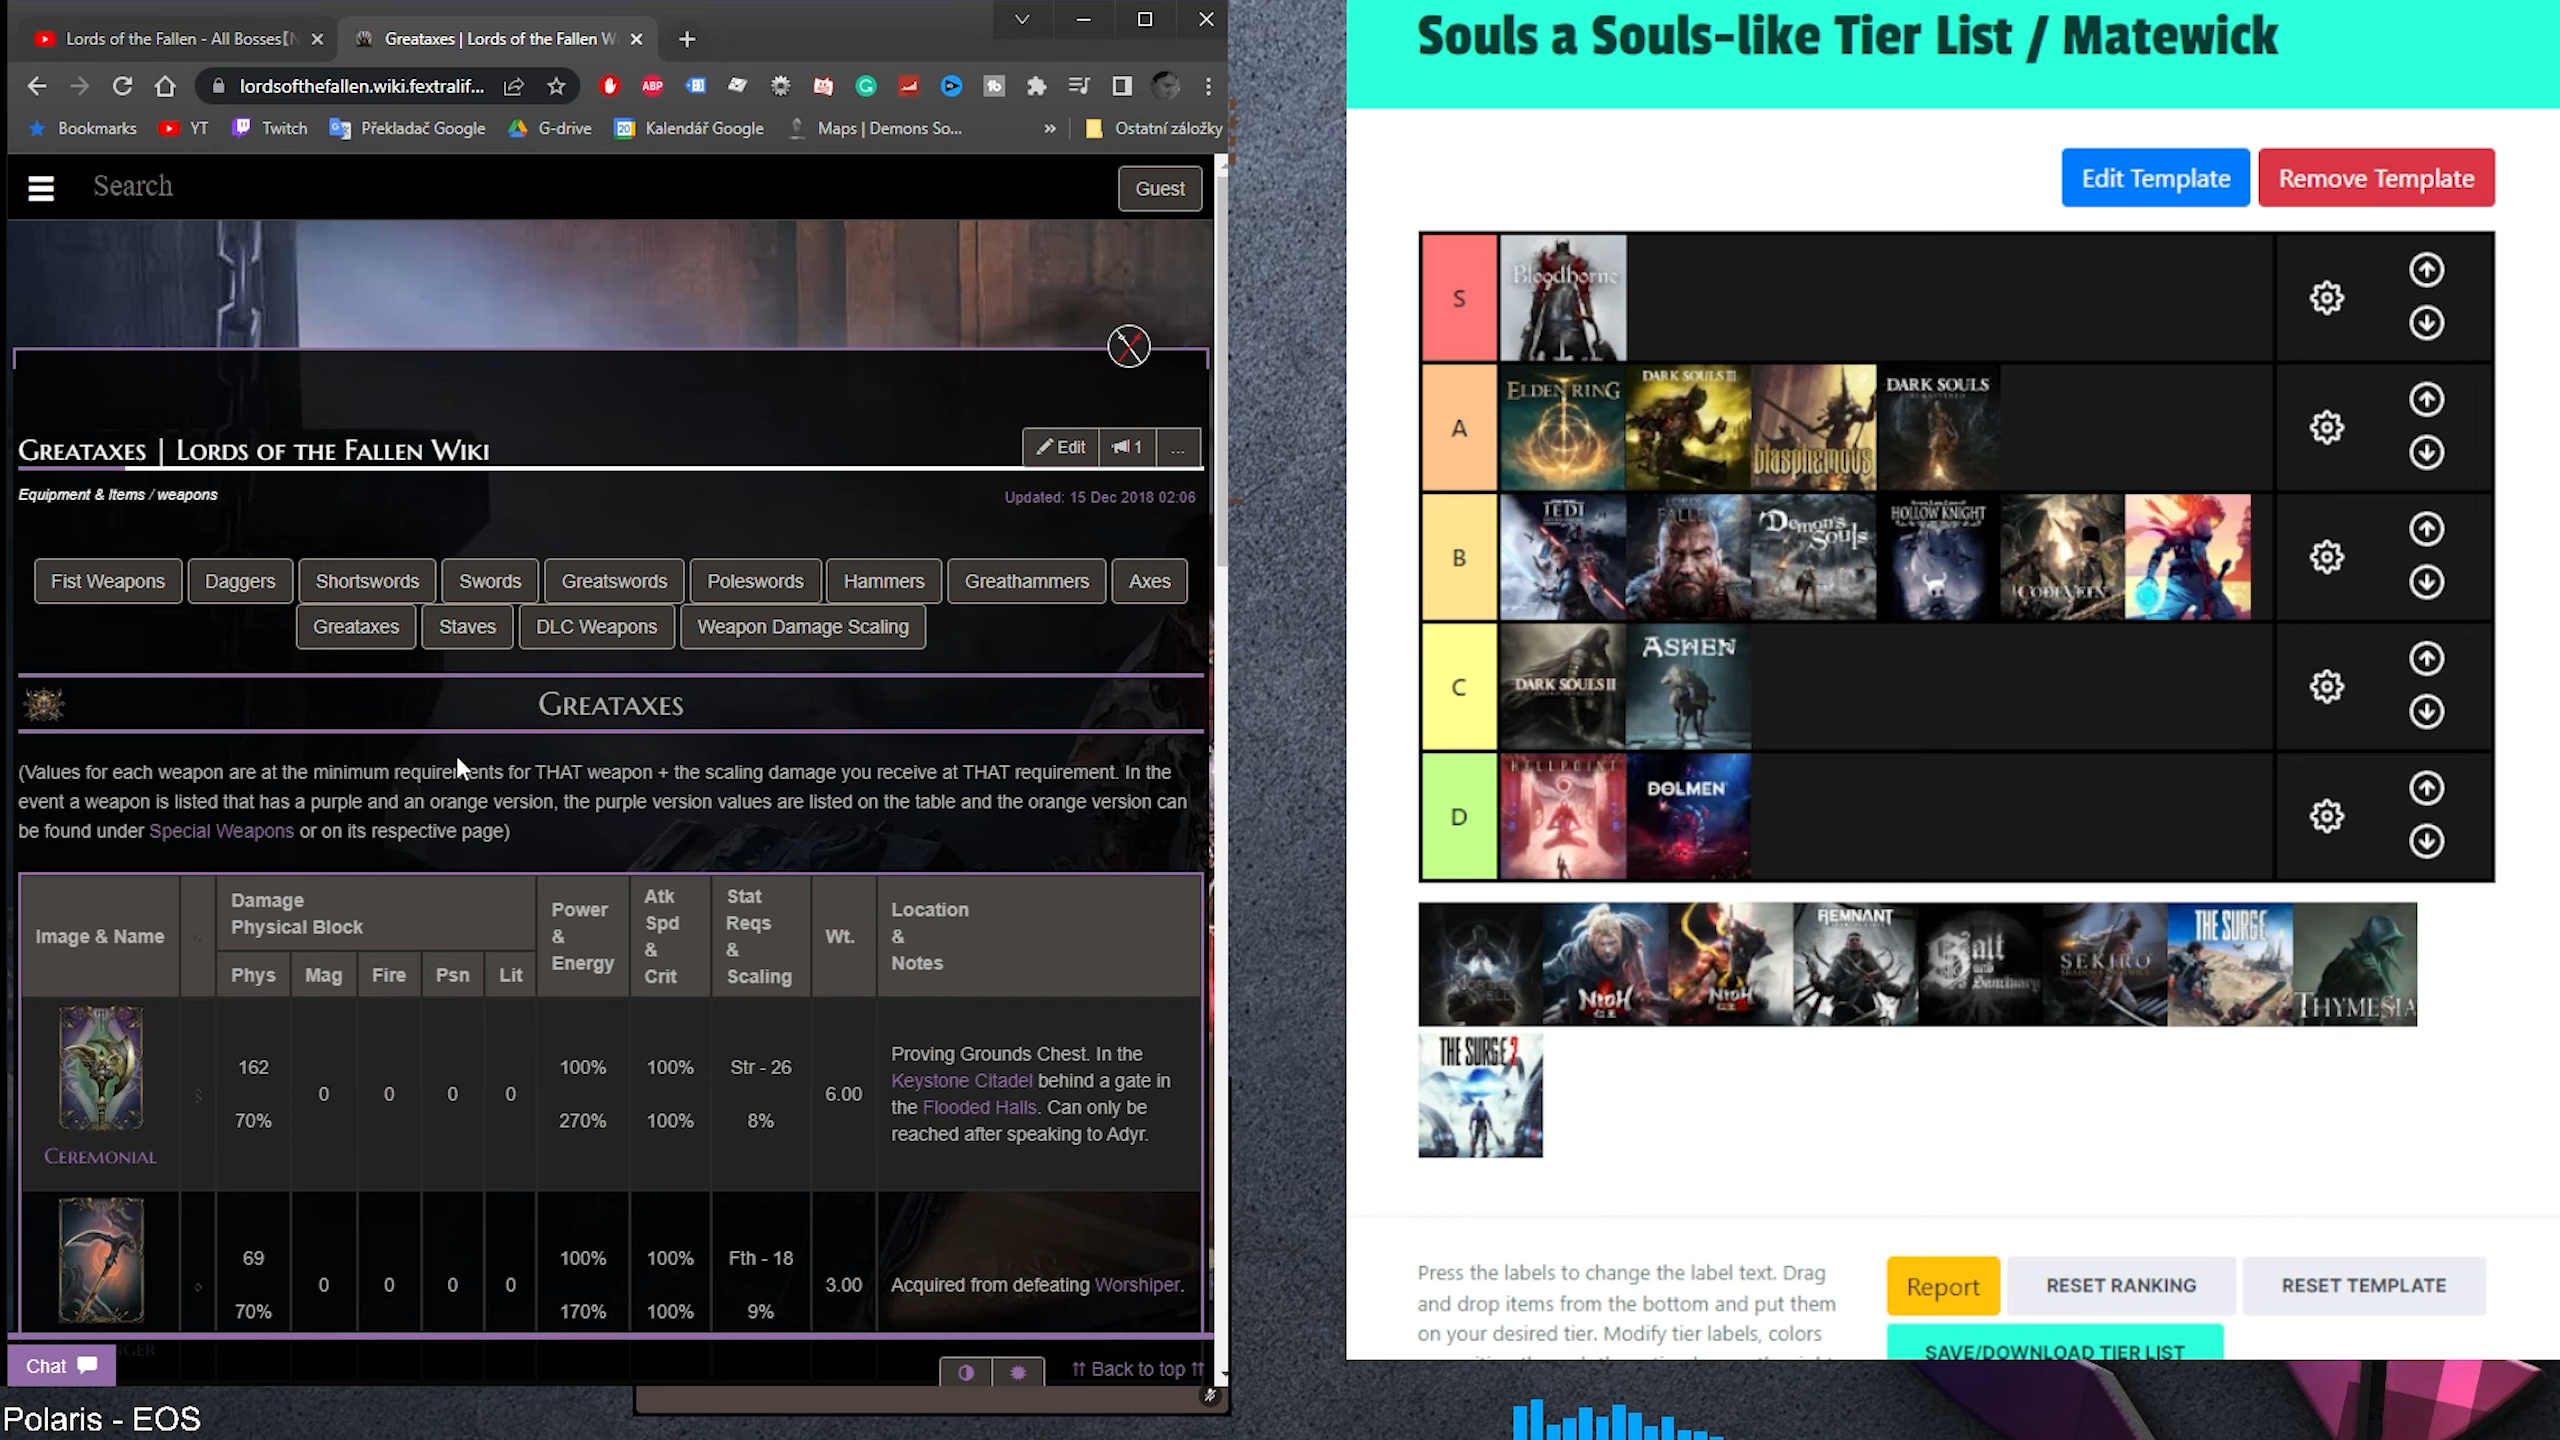 Lords of the Fallen - All Bosses【N
Greataxes | Lords of the Fallen W
lordsofthefallen.wiki.fextralif...
Bookmarks
YT
Twitch
Překladač Google
G-drive
Kalendář Google
Maps | Demons So...
»
Ostatní záložky
Search
Guest
Greataxes | Lords of the Fallen Wiki
Edit
1
...
Equipment & Items / weapons
Updated: 15 Dec 2018 02:06
Fist Weapons
Daggers
Shortswords
Swords
Greatswords
Poleswords
Hammers
Greathammers
Axes
Greataxes
Staves
DLC Weapons
Weapon Damage Scaling
Greataxes
(Values for each weapon are at the minimum requirements for THAT weapon + the scaling damage you receive at THAT requirement. In the
event a weapon is listed that has a purple and an orange version, the purple version values are listed on the table and the orange version can
be found under Special Weapons or on its respective page)
Image & Name
Damage
Physical Block
Phys
Mag
Fire
Psn
Lit
Power
&
Energy
Atk
Spd
&
Crit
Stat
Reqs
&
Scaling
Wt.
Location
&
Notes
Ceremonial
162
70%
0
0
0
0
100%
270%
100%
100%
Str - 26
8%
6.00
Proving Grounds Chest. In the
Keystone Citadel behind a gate in
the Flooded Halls. Can only be
reached after speaking to Adyr.
69
70%
0
0
0
0
100%
170%
100%
100%
Fth - 18
9%
3.00
Acquired from defeating Worshiper.
Chat
Back to top
Polaris - EOS
Souls a Souls-like Tier List / Matewick
Edit Template
Remove Template
S
Bloodborne
A
ELDEN RING
DARK SOULS III
blasphemous
DARK SOULS
REMASTERED
B
JEDI
FALLEN
Demon's
Souls
HOLLOW KNIGHT
CODE VEIN
C
DARK SOULS II
ASHEN
D
HELLPOINT
DOLMEN
MORTAL
SHELL
NIOH
仁王
NIOH
仁王
REMNANT
Salt
and
Sanctuary
SEKIRO
THE SURGE
THYMESIA
THE SURGE 2
Press the labels to change the label text. Drag
and drop items from the bottom and put them
on your desired tier. Modify tier labels, colors
Report
RESET RANKING
RESET TEMPLATE
SAVE/DOWNLOAD TIER LIST